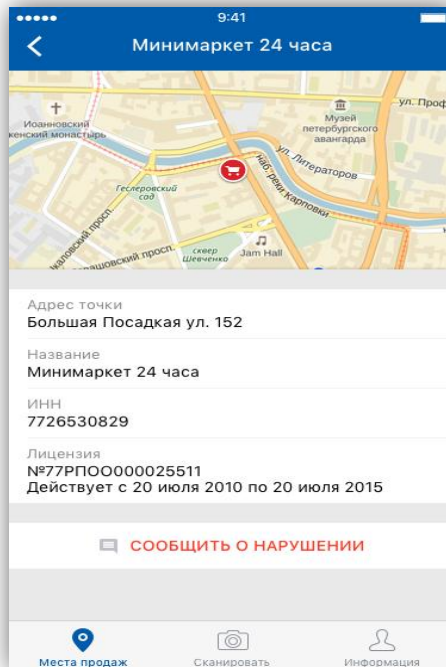 9:41
Минимаркет 24 часа
Иоанновский
женский монастырь
Музей
петербургского
авангарда
ул. Проф
ул. Литераторов
наб. реки Карповки
Геслеровский
сад
сквер
Шевченко
Jam Hall
Адрес точки
Большая Посадкая ул. 152
Название
Минимаркет 24 часа
ИНН
7726530829
Лицензия
№77РПОО000025511
Действует с 20 июля 2010 по 20 июля 2015
СООБЩИТЬ О НАРУШЕНИИ
Места продаж
Сканировать
Информация